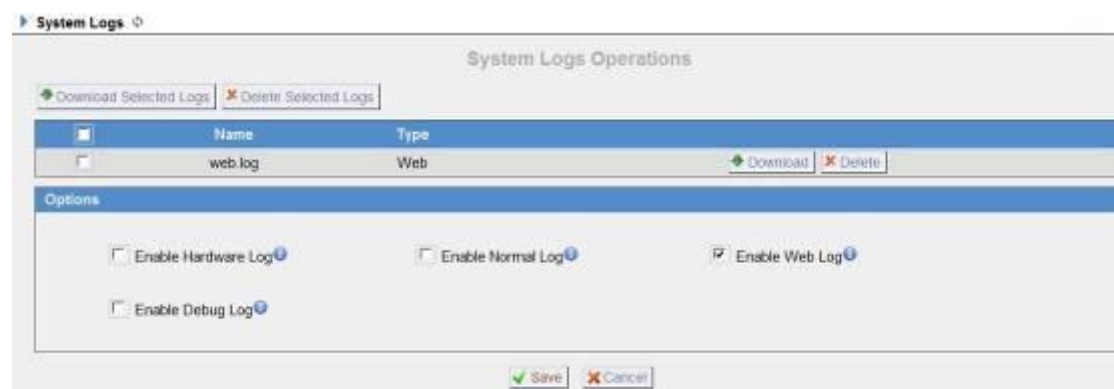 System Logs
System Logs Operations
Download Selected Logs Delete Selected Logs
Name Type
web.log Web Download Delete
Options
Enable Hardware Log Enable Normal Log Enable Web Log
Enable Debug Log
Save Cancel